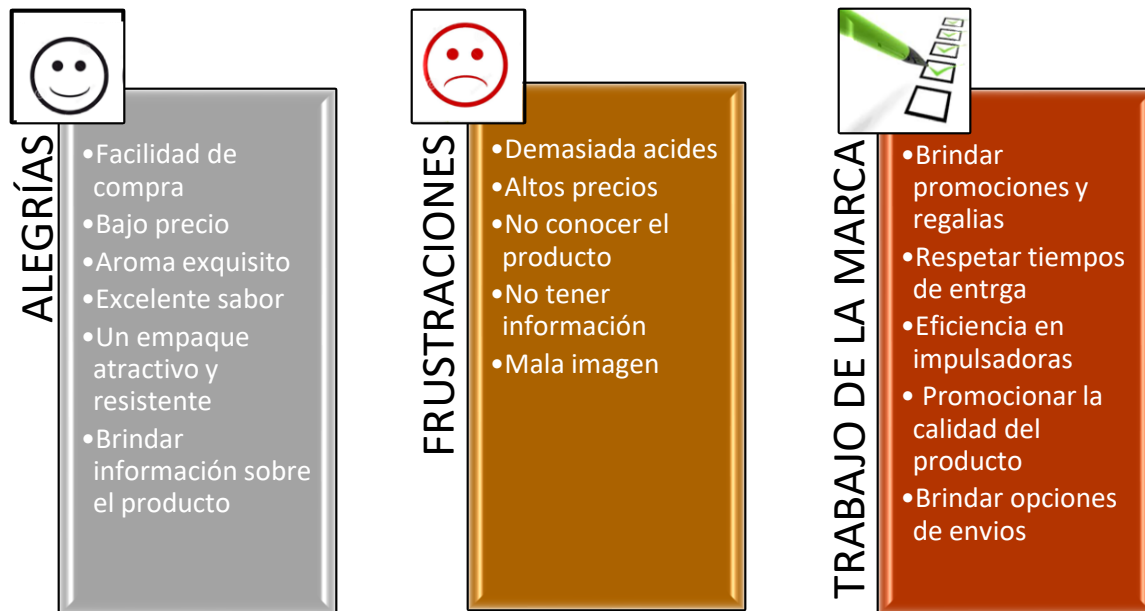 ALEGRÍAS
•Facilidad de
compra
•Bajo precio
•Aroma exquisito
•Excelente sabor
•Un empaque
atractivo y
resistente
•Brindar
información sobre
el producto
FRUSTRACIONES
•Demasiada acides
•Altos precios
•No conocer el
producto
•No tener
información
•Mala imagen
TRABAJO DE LA MARCA
•Brindar
promociones y
regalias
•Respetar tiempos
de entrga
•Eficiencia en
impulsadoras
• Promocionar la
calidad del
producto
•Brindar opciones
de envios